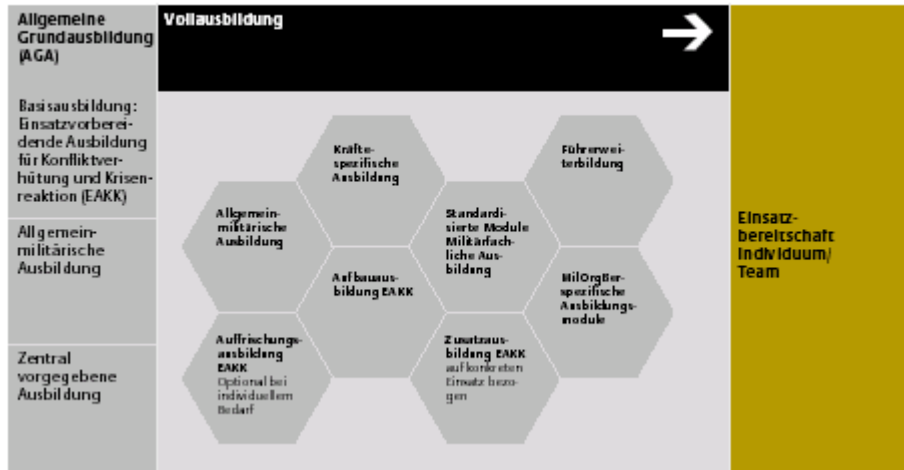 Allgemeine
Grundausbildung
(AGA)
Basisausbildung:
Einsatzvorberei-
dende Ausbildung
für Konfliktver-
hütung und Krisen-
reaktion (EAKK)
Allgemein-
militärische
Ausbildung
Zentral
vorgegebene
Ausbildung
Vollausbildung
Kräfte-
spezifische
Ausbildung
Führerwei-
terbildung
Allgemein-
militärische
Ausbildung
Standardi-
sierte Module
Militärfach-
liche Aus-
bildung
Aufbauaus-
bildung EAKK
MilOrgBer-
spezifische
Ausbildungs-
module
Auffrischungs-
ausbildung
EAKK
Optional bei
individuellem
Bedarf
Zusatzaus-
bildung EAKK
auf konkreten
Einsatz bezo-
gen
Einsatz-
bereitschaft
Individuum/
Team